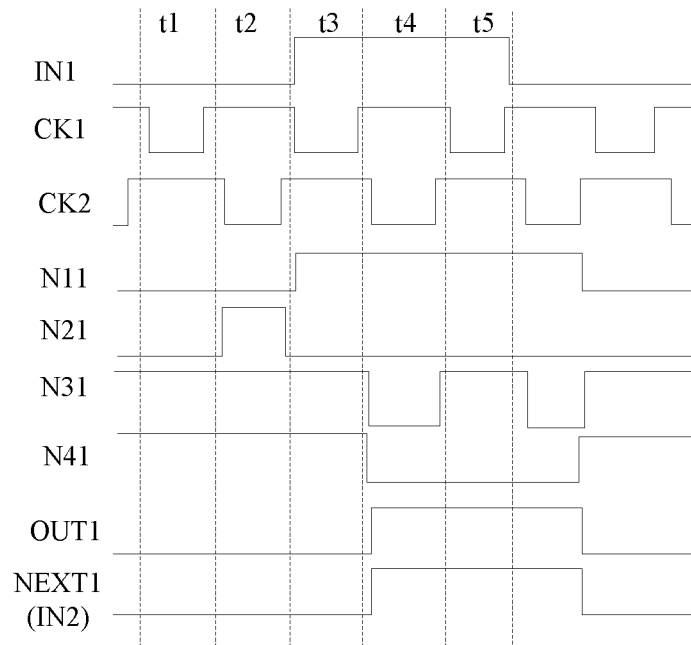 t1 t2 t3 t4 t5
IN1
CK1
CK2
N11
N21
N31
N41
OUT1
NEXT1
(IN2)